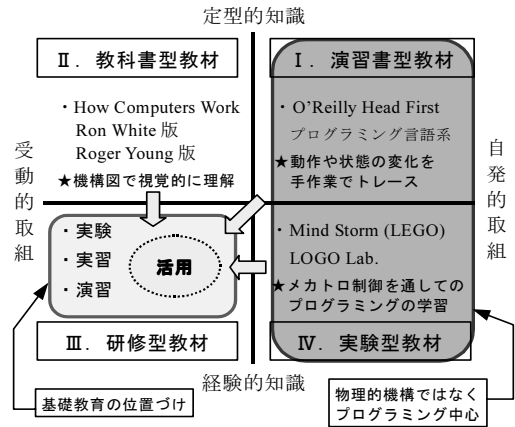 定型的知識
Ⅱ．教科書型教材
・How Computers Work
Ron White 版
Roger Young 版
★機構図で視覚的に理解
Ⅰ．演習書型教材
・O'Reilly Head First
プログラミング言語系
★動作や状態の変化を
手作業でトレース
受動的取組
自発的取組
・実験
・実習
・演習
活用
Ⅲ．研修型教材
・Mind Storm (LEGO)
LOGO Lab.
★メカトロ制御を通しての
プログラミングの学習
Ⅳ．実験型教材
経験的知識
基礎教育の位置づけ
物理的機構ではなく
プログラミング中心